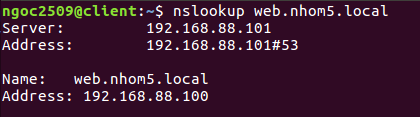 ngoc2509@client:~$ nslookup web.nhom5.local
Server: 192.168.88.101
Address: 192.168.88.101#53
Name: web.nhom5.local
Address: 192.168.88.100